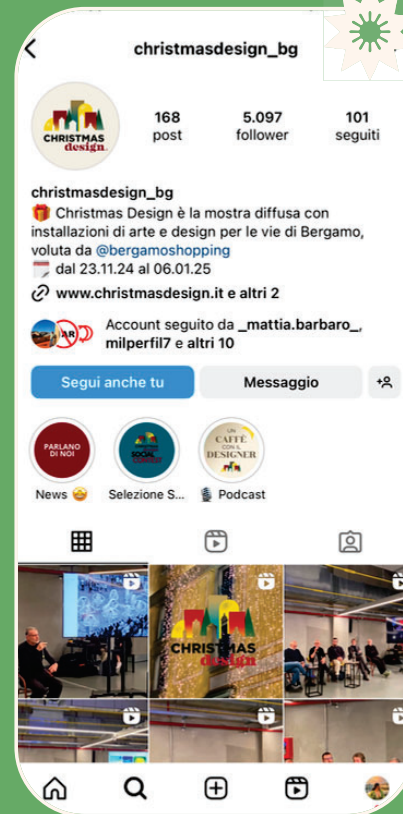 christmasdesign_bg
CHRISTMAS
design
168
post
5.097
follower
101
seguiti
christmasdesign_bg
Christmas Design è la mostra diffusa con
installazioni di arte e design per le vie di Bergamo,
voluta da @bergamoshopping
dal 23.11.24 al 06.01.25
www.christmasdesign.it e altri 2
Account seguito da _mattia.barbaro_,
milperfil7 e altri 10
Segui anche tu
Messaggio
PARLANO
DI NOI
SOCIAL
CONTEST
UN
CAFFÈ
CON IL
DESIGNER
News
Selezione S...
Podcast
CHRISTMAS
design